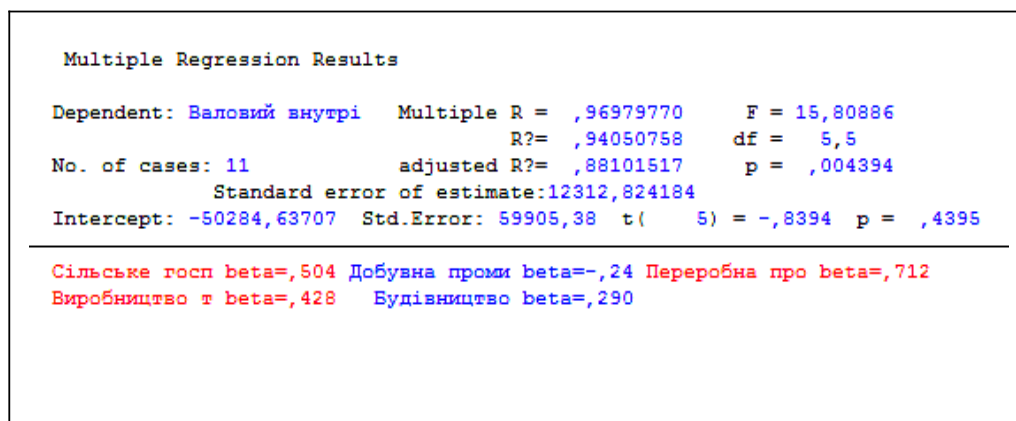 Multiple Regression Results
Dependent: Валовий внутрі Multiple R = ,96979770 F = 15,80886
R?= ,94050758 df = 5,5
No. of cases: 11 adjusted R?= ,88101517 p = ,004394
Standard error of estimate:12312,824184
Intercept: -50284,63707 Std.Error: 59905,38 t( 5) = -,8394 p = ,4395
Сільське госп beta=,504 Добувна проми beta=-,24 Переробна про beta=,712
Виробництво т beta=,428 Будівництво beta=,290